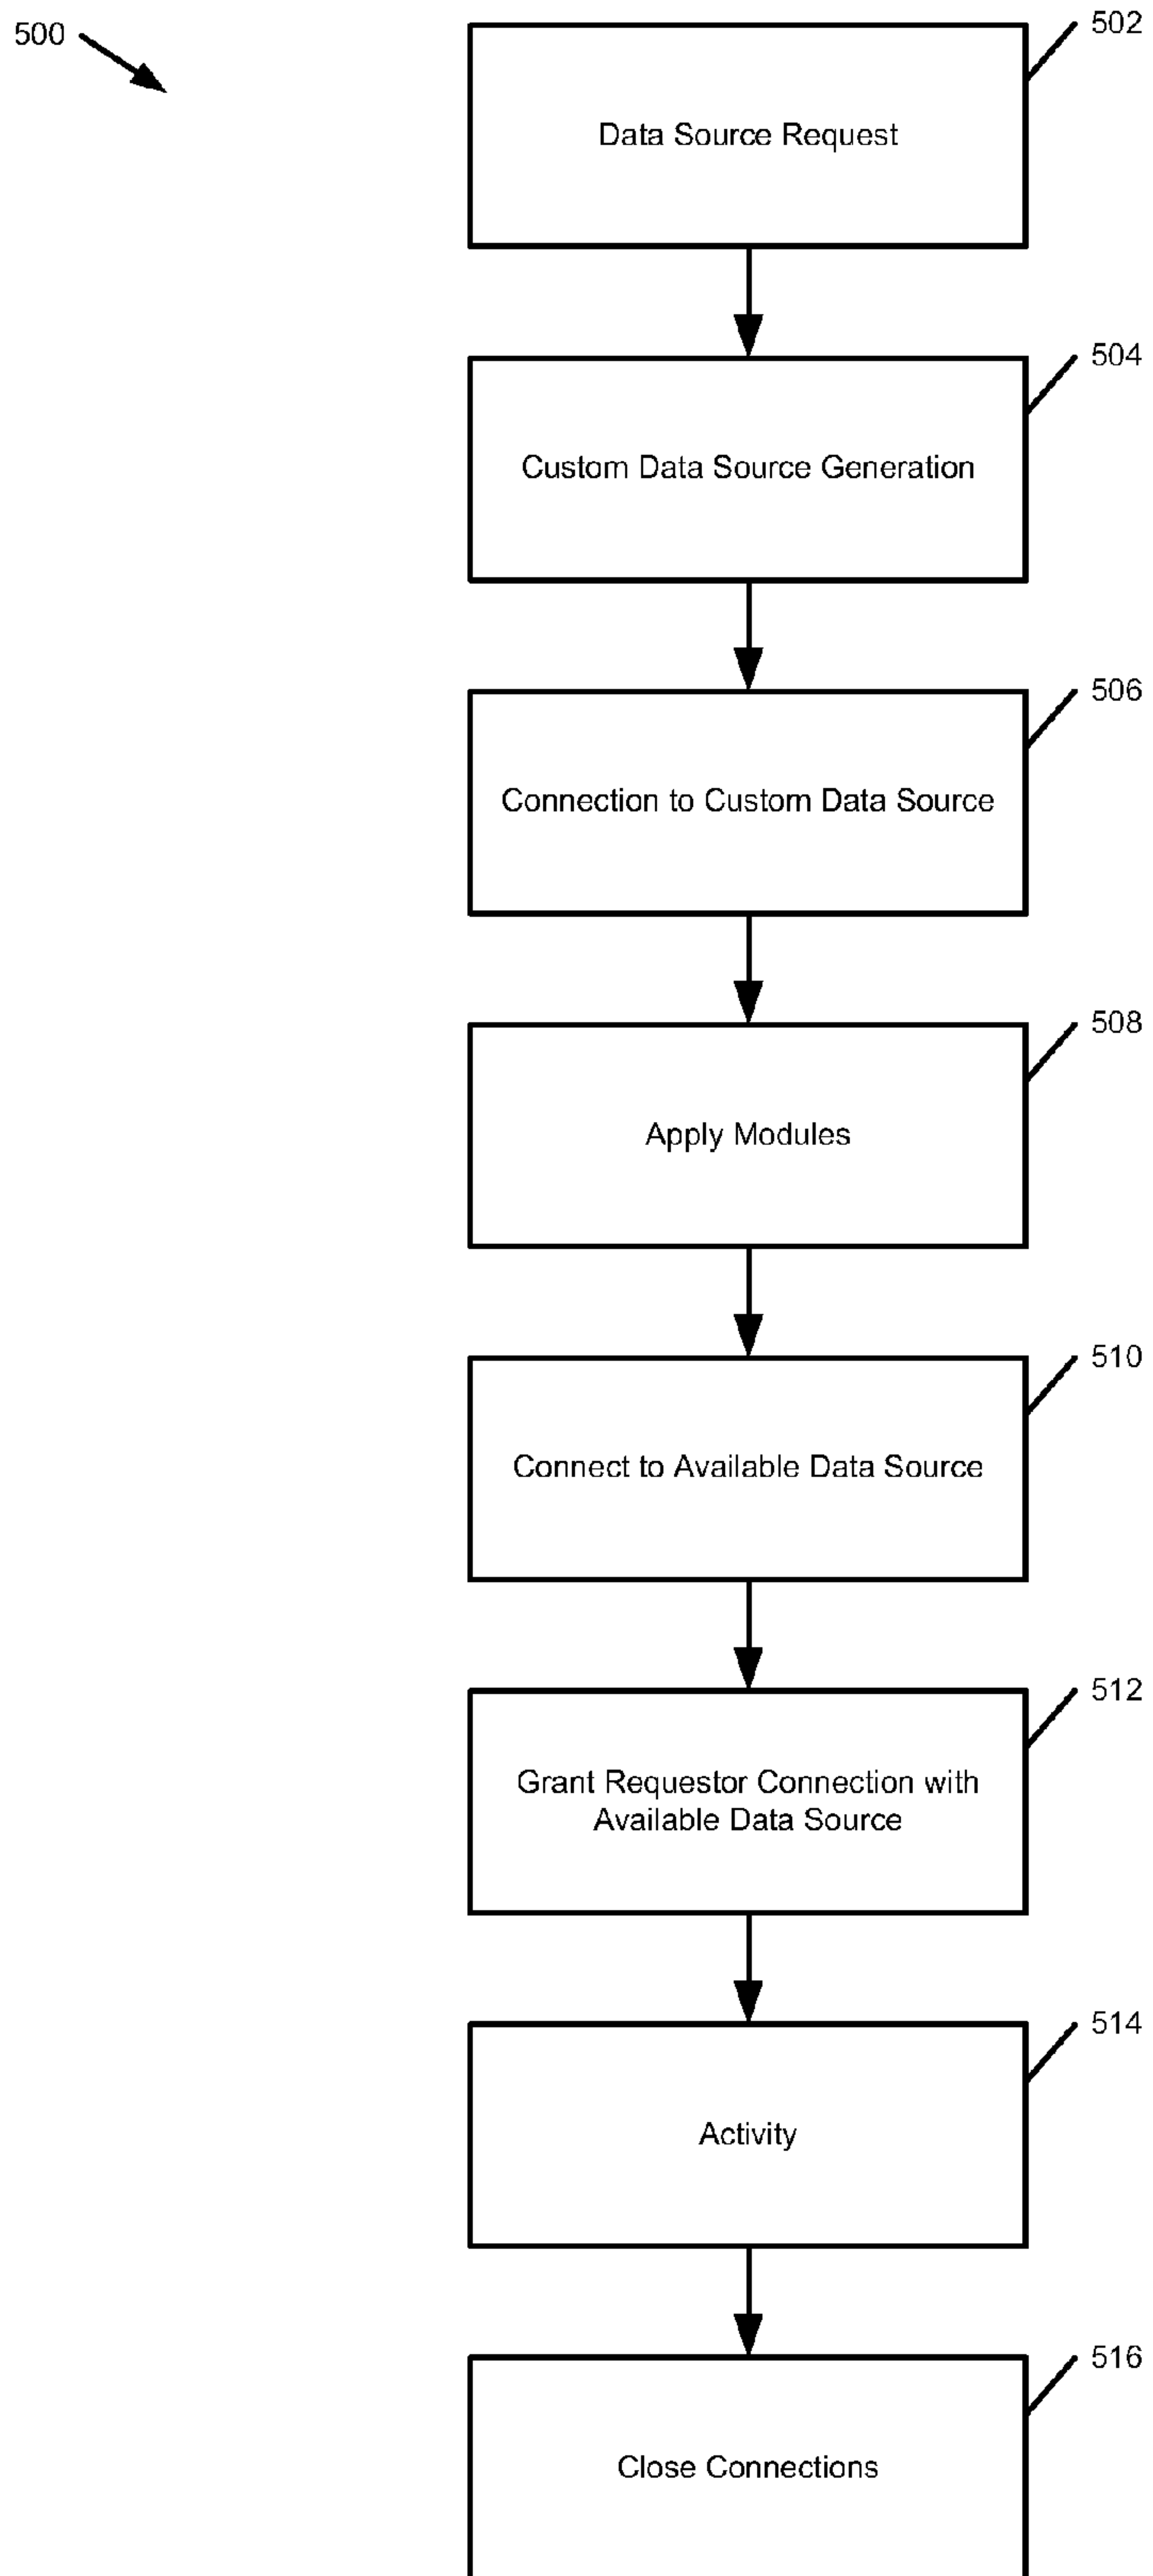 500
502
Data Source Request
504
Custom Data Source Generation
506
Connection to Custom Data Source
508
Apply Modules
510
Connect to Available Data Source
512
Grant Requestor Connection with
Available Data Source
514
Activity
516
Close Connections